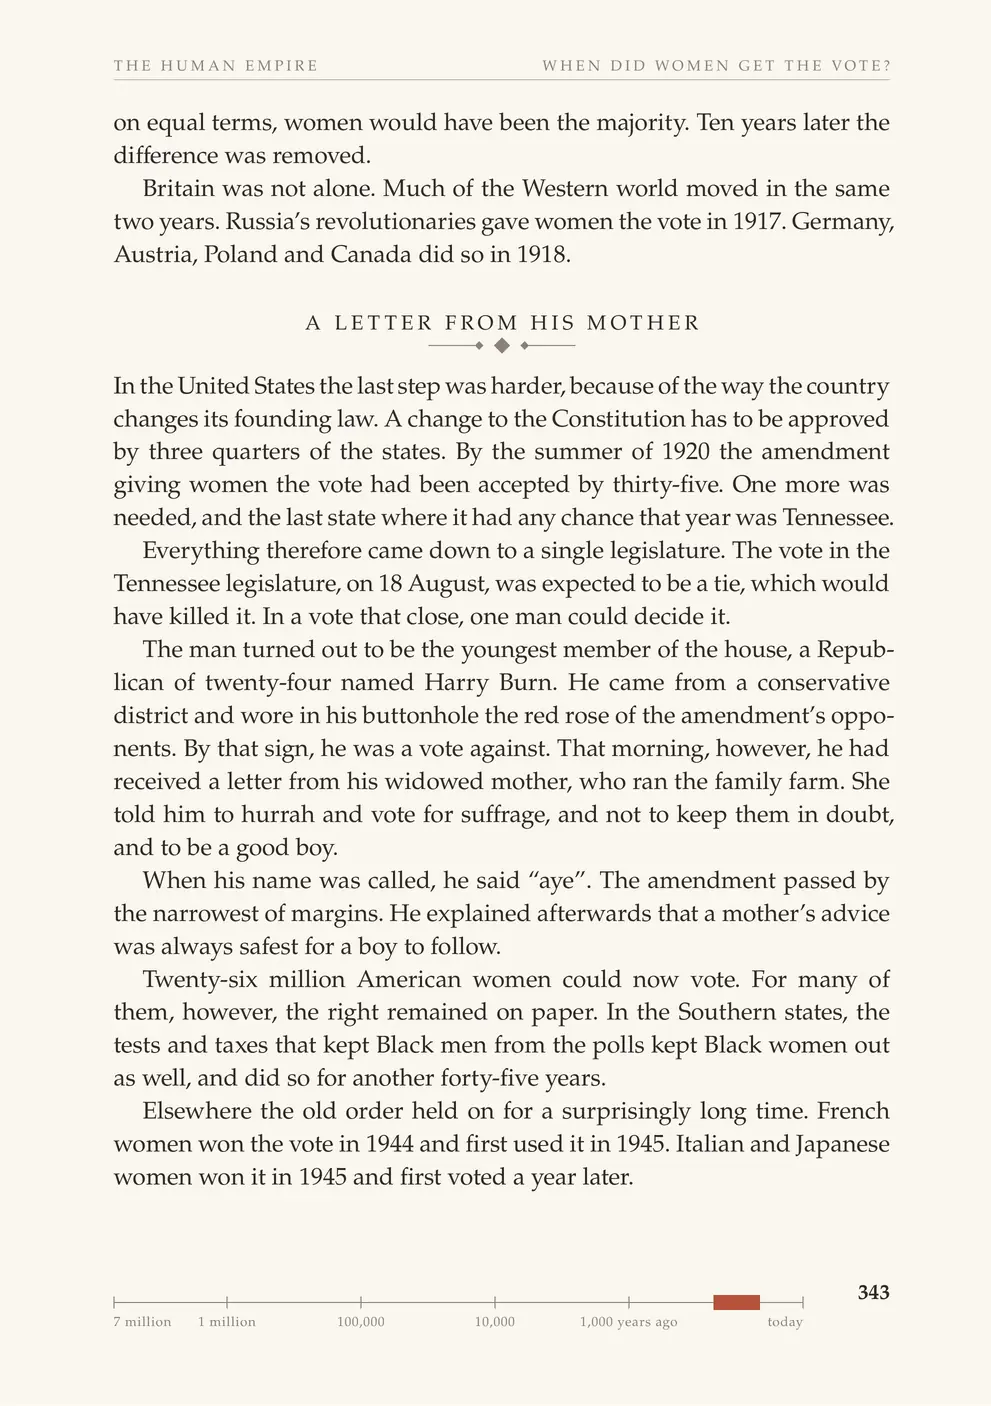 THE HUMAN EMPIRE
WHEN DID WOMEN GET THE VOTE?
on equal terms, women would have been the majority. Ten years later the
difference was removed.
Britain was not alone. Much of the Western world moved in the same
two years. Russia’s revolutionaries gave women the vote in 1917. Germany,
Austria, Poland and Canada did so in 1918.
A LETTER FROM HIS MOTHER
In the United States the last step was harder, because of the way the country
changes its founding law. A change to the Constitution has to be approved
by three quarters of the states. By the summer of 1920 the amendment
giving women the vote had been accepted by thirty-five. One more was
needed, and the last state where it had any chance that year was Tennessee.
Everything therefore came down to a single legislature. The vote in the
Tennessee legislature, on 18 August, was expected to be a tie, which would
have killed it. In a vote that close, one man could decide it.
The man turned out to be the youngest member of the house, a Repub-
lican of twenty-four named Harry Burn. He came from a conservative
district and wore in his buttonhole the red rose of the amendment’s oppo-
nents. By that sign, he was a vote against. That morning, however, he had
received a letter from his widowed mother, who ran the family farm. She
told him to hurrah and vote for suffrage, and not to keep them in doubt,
and to be a good boy.
When his name was called, he said “aye”. The amendment passed by
the narrowest of margins. He explained afterwards that a mother’s advice
was always safest for a boy to follow.
Twenty-six million American women could now vote. For many of
them, however, the right remained on paper. In the Southern states, the
tests and taxes that kept Black men from the polls kept Black women out
as well, and did so for another forty-five years.
Elsewhere the old order held on for a surprisingly long time. French
women won the vote in 1944 and first used it in 1945. Italian and Japanese
women won it in 1945 and first voted a year later.
343
7 million 1 million 100,000 10,000 1,000 years ago today